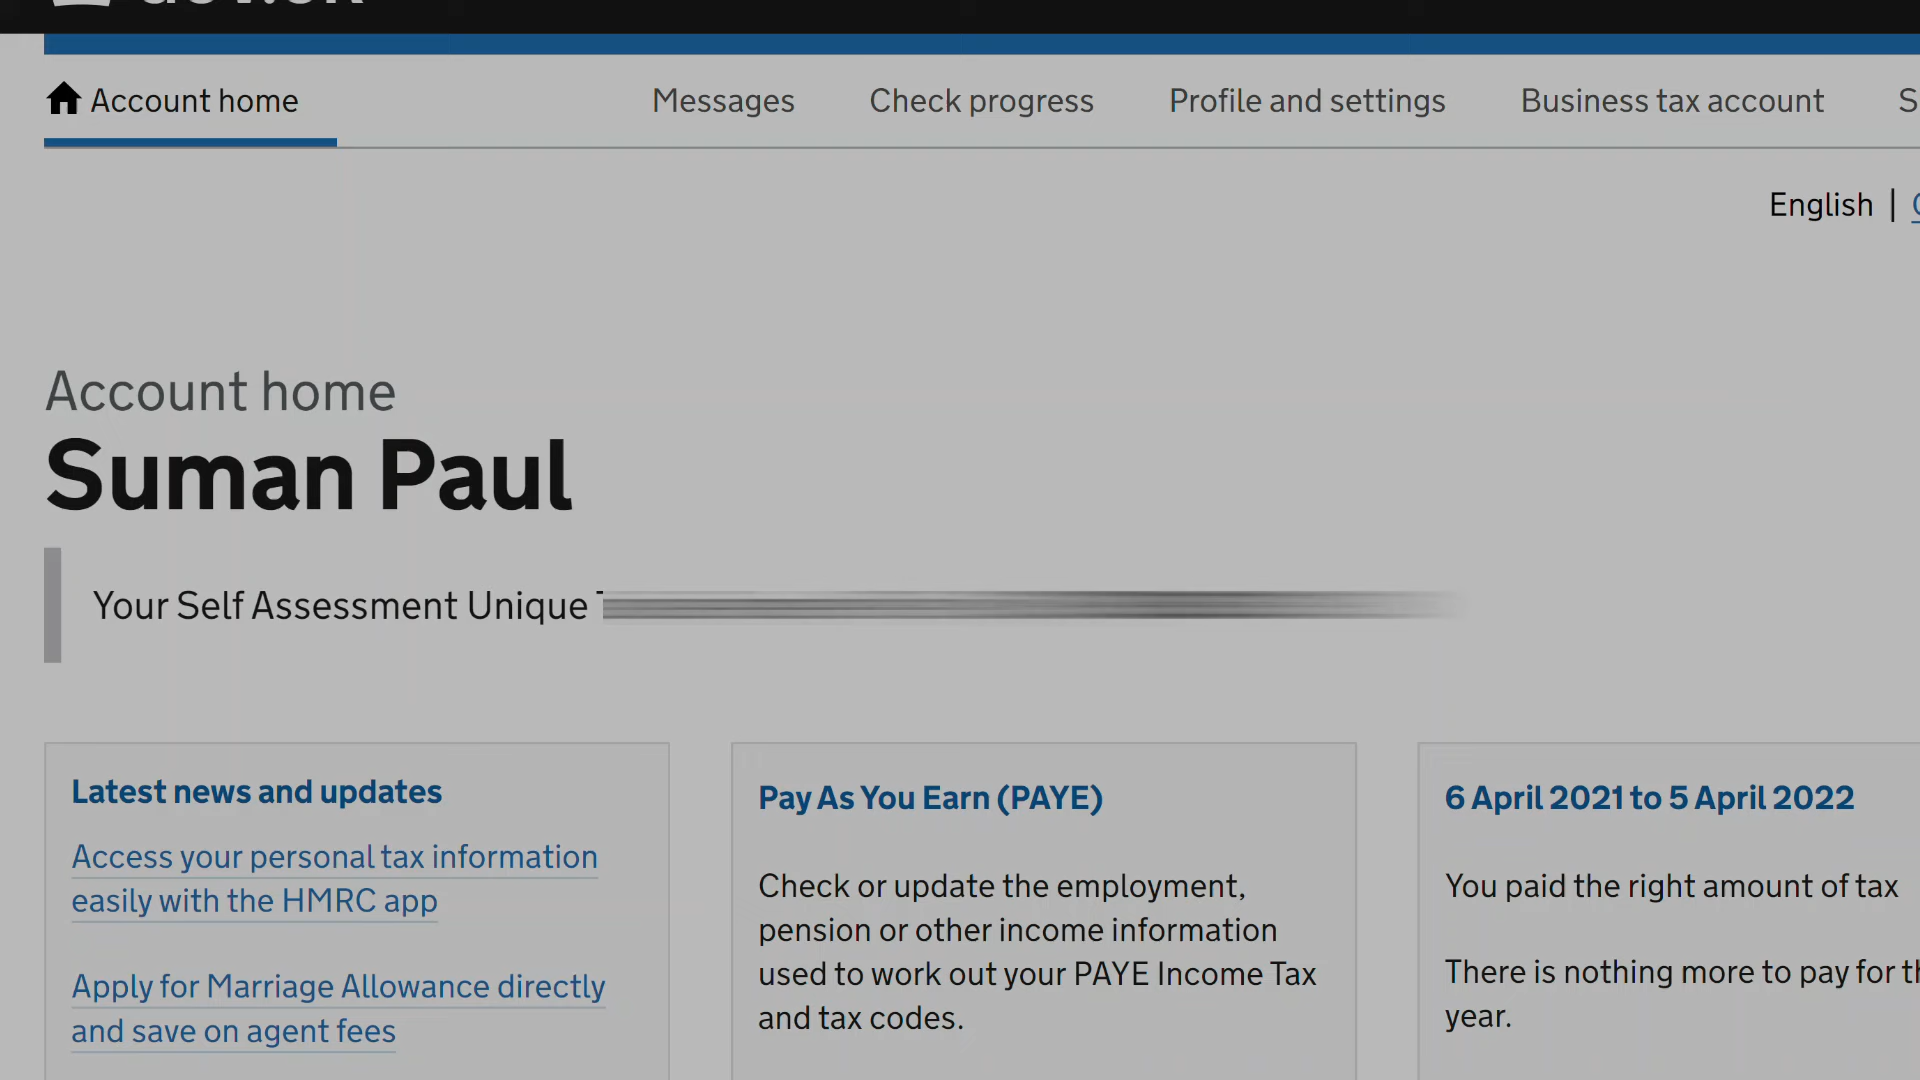 Account home
Messages
Check progress
Profile and settings
Business tax account
English |
Account home
Suman Paul
Your Self Assessment Unique
Latest news and updates
Access your personal tax information
easily with the HMRC app
Apply for Marriage Allowance directly
and save on agent fees
Pay As You Earn (PAYE)
Check or update the employment,
pension or other income information
used to work out your PAYE Income Tax
and tax codes.
6 April 2021 to 5 April 2022
You paid the right amount of tax
There is nothing more to pay for
year.